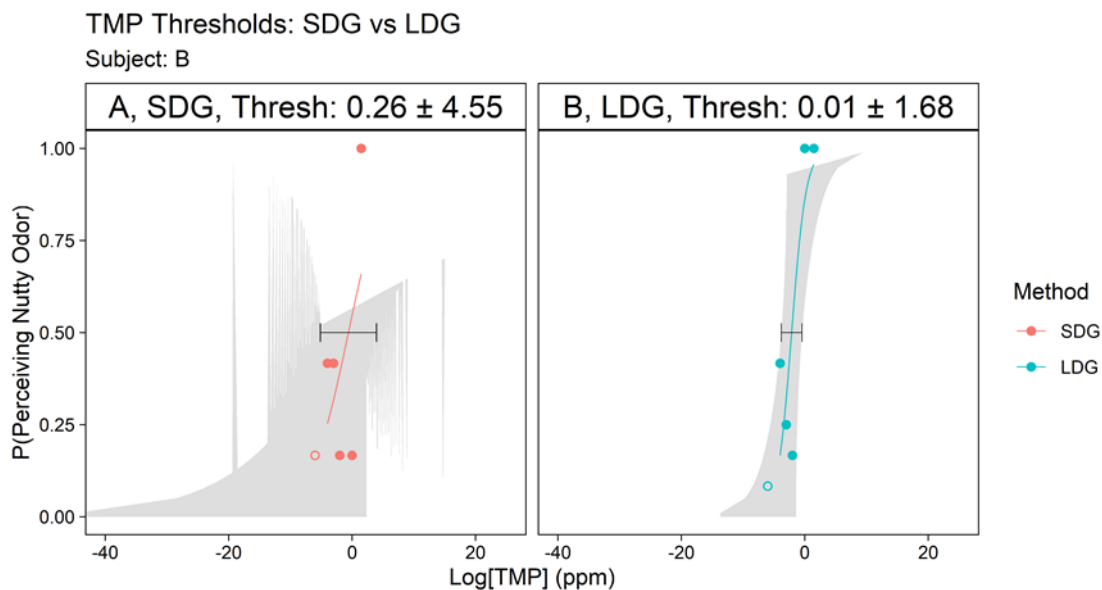 TMP Thresholds: SDG vs LDG
Subject: B
A, SDG, Thresh: 0.26 ± 4.55
B, LDG, Thresh: 0.01 ± 1.68
P(Perceiving Nutty Odor)
1.00
0.75
0.50
0.25
0.00
-40 -20 0 20
-40 -20 0 20
Log[TMP] (ppm)
Method
SDG
LDG